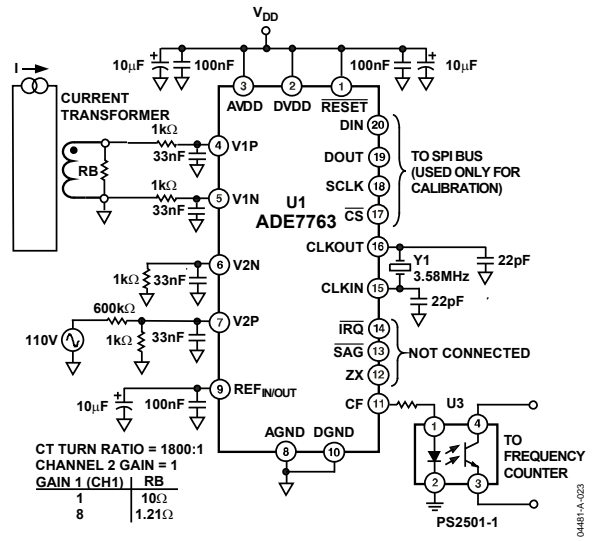 VDD
10μF
100nF
100nF
10μF
I
3
2
1
AVDD
DVDD
RESET
CURRENT
TRANSFORMER
1kΩ
4
V1P
33nF
RB
1kΩ
5
V1N
33nF
6
V2N
1kΩ
33nF
600kΩ
7
V2P
110V
1kΩ
33nF
9
REFIN/OUT
10μF
100nF
U1
ADE7763
DIN
20
DOUT
19
SCLK
18
CS
17
TO SPI BUS
(USED ONLY FOR
CALIBRATION)
CLKOUT
16
Y1
3.58MHz
22pF
CLKIN
15
22pF
IRQ
14
SAG
13
ZX
12
NOT CONNECTED
CF
11
U3
1
4
2
3
TO
FREQUENCY
COUNTER
PS2501-1
AGND
DGND
8
10
CT TURN RATIO = 1800:1
CHANNEL 2 GAIN = 1
GAIN 1 (CH1) RB
1 10Ω
8 1.21Ω
04481-A-023